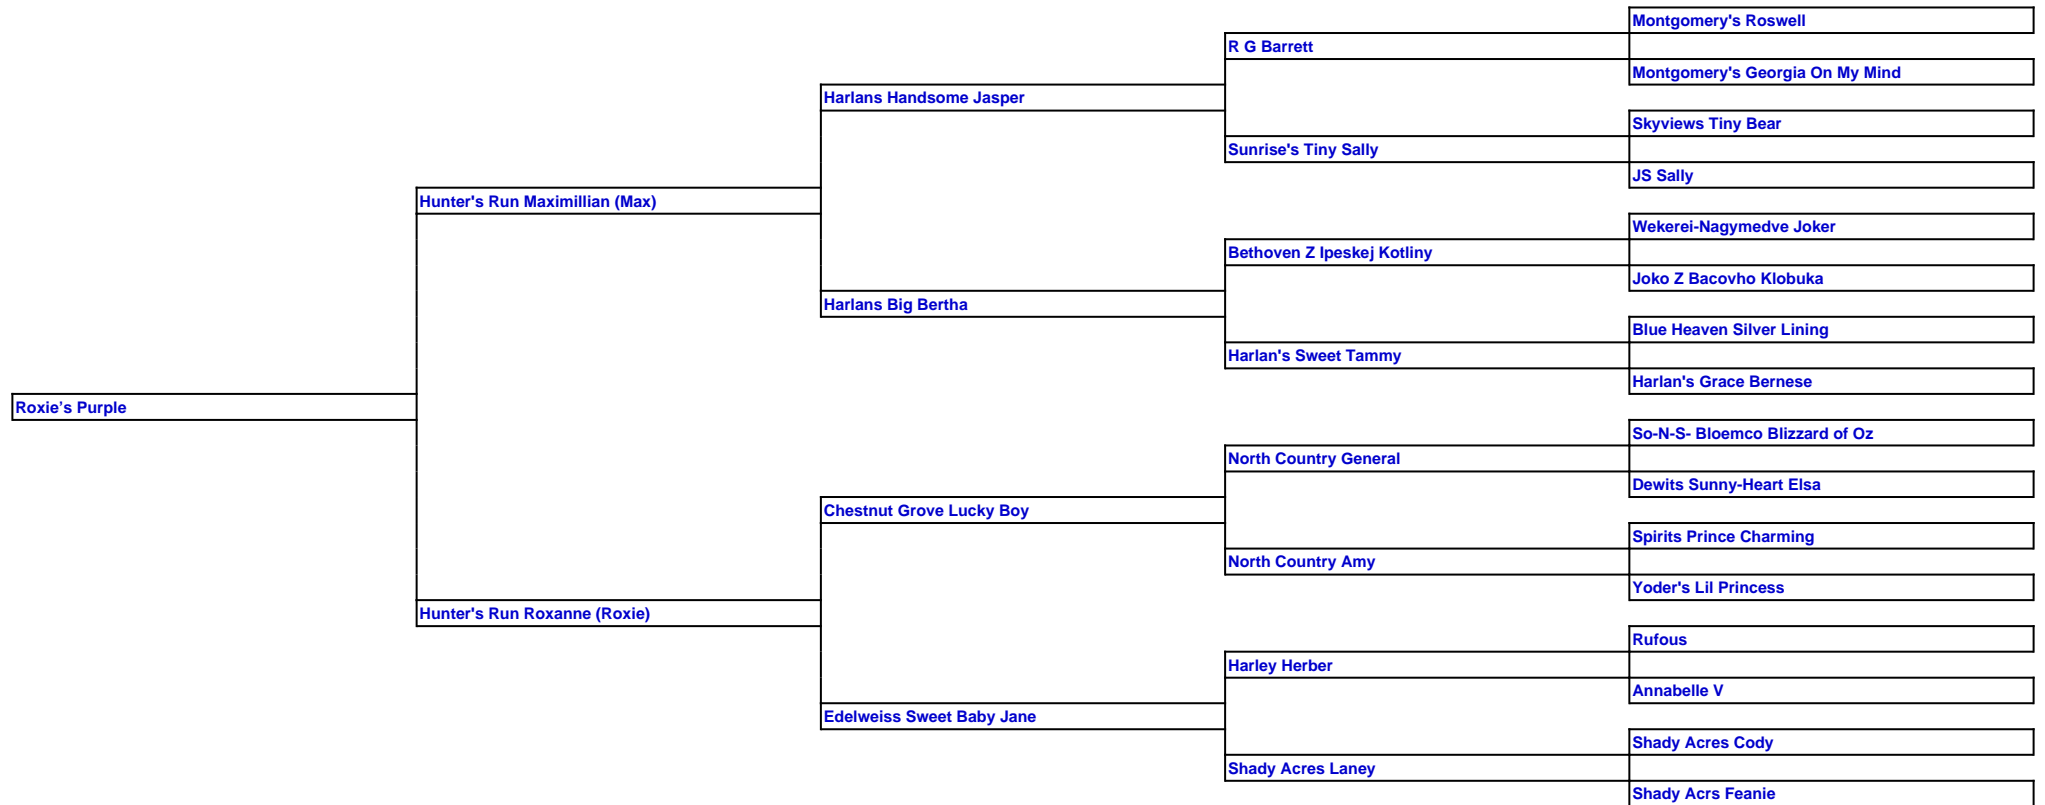 Montgomery's Roswell
R G Barrett
Montgomery's Georgia On My Mind
Harlans Handsome Jasper
Skyviews Tiny Bear
Sunrise's Tiny Sally
JS Sally
Hunter's Run Maximillian (Max)
Wekerei-Nagymedve Joker
Bethoven Z Ipeskej Kotliny
Joko Z Bacovho Klobuka
Harlans Big Bertha
Blue Heaven Silver Lining
Harlan's Sweet Tammy
Harlan's Grace Bernese
Roxie’s Purple
So-N-S- Bloemco Blizzard of Oz
North Country General
Dewits Sunny-Heart Elsa
Chestnut Grove Lucky Boy
Spirits Prince Charming
North Country Amy
Yoder's Lil Princess
Hunter's Run Roxanne (Roxie)
Rufous
Harley Herber
Annabelle V
Edelweiss Sweet Baby Jane
Shady Acres Cody
Shady Acres Laney
Shady Acrs Feanie